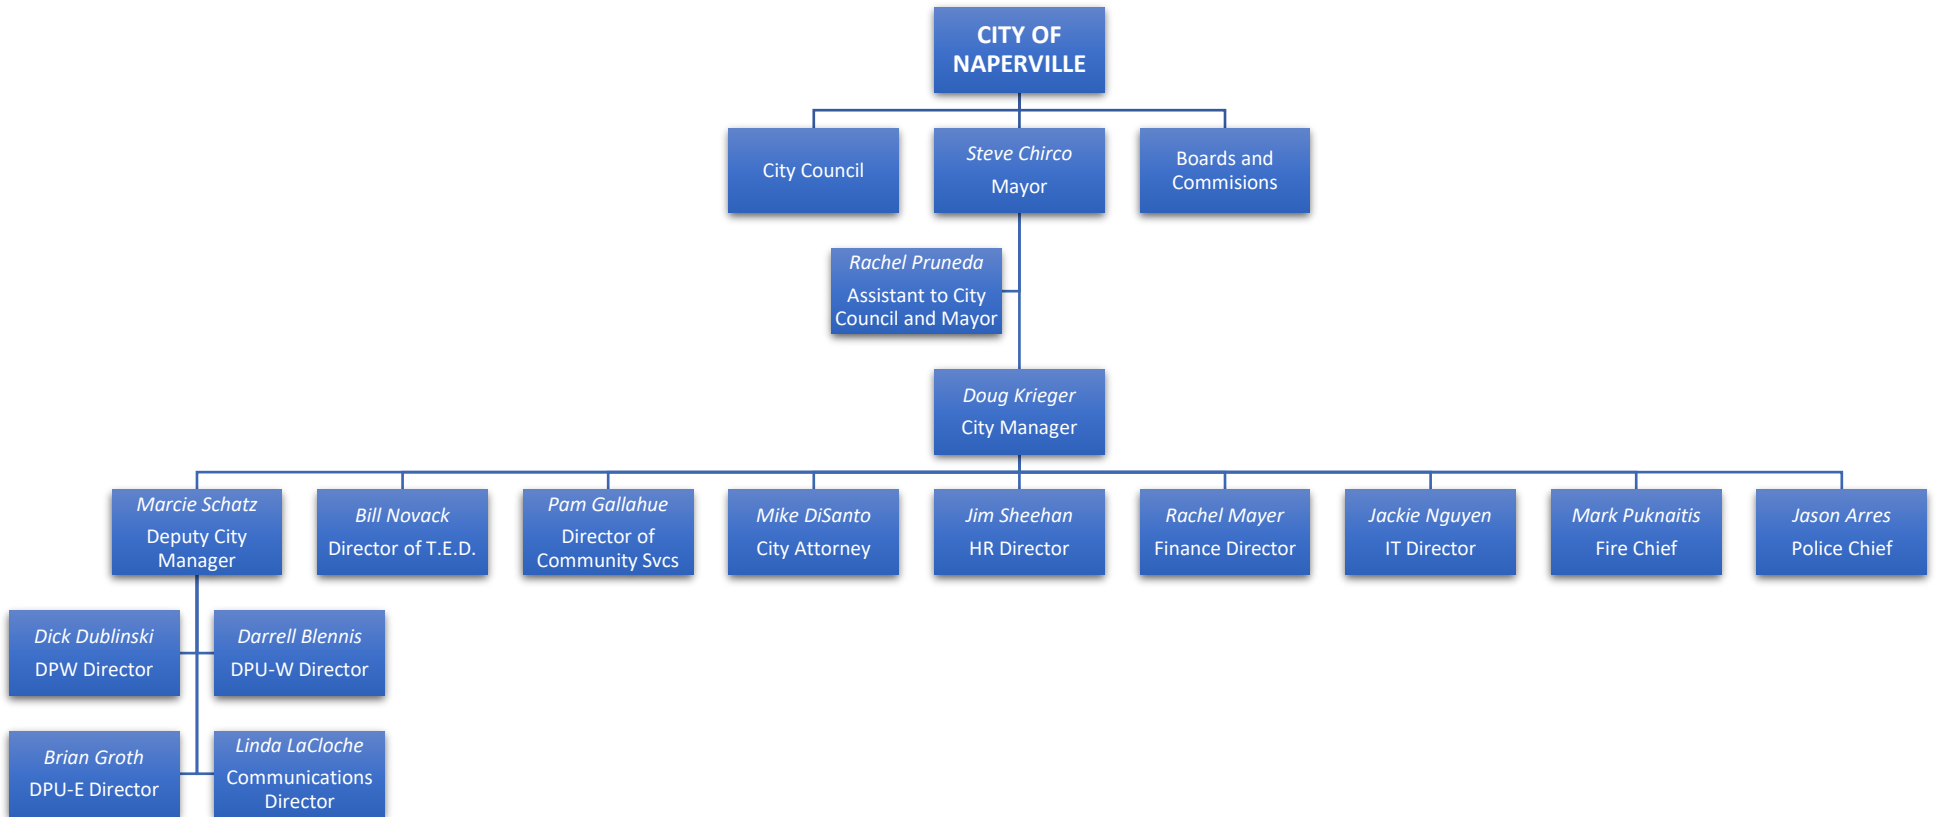 CITY OF
NAPERVILLE
City Council
Steve Chirco
Mayor
Boards and
Commisions
Rachel Pruneda
Assistant to City
Council and Mayor
Doug Krieger
City Manager
Marcie Schatz
Deputy City
Manager
Bill Novack
Director of T.E.D.
Pam Gallahue
Director of
Community Svcs
Mike DiSanto
City Attorney
Jim Sheehan
HR Director
Rachel Mayer
Finance Director
Jackie Nguyen
IT Director
Mark Puknaitis
Fire Chief
Jason Arres
Police Chief
Dick Dublinski
DPW Director
Darrell Blennis
DPU-W Director
Brian Groth
DPU-E Director
Linda LaCloche
Communications
Director